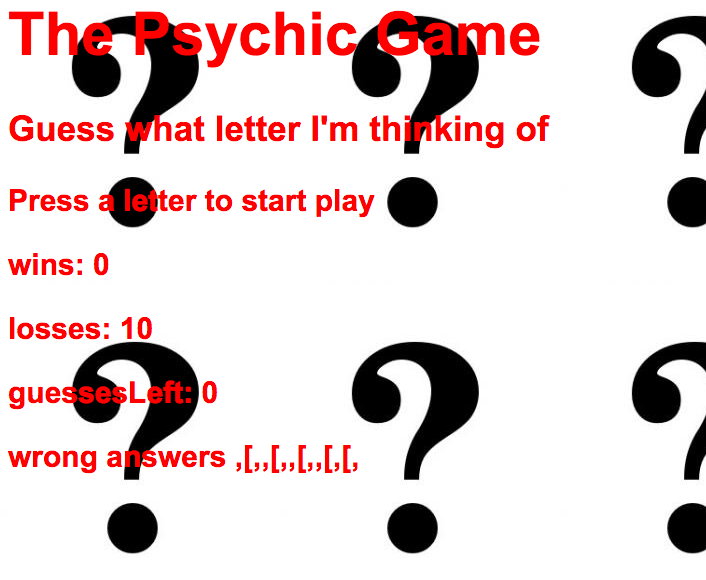 The Psychic Game
Guess what letter I'm thinking of
Press a letter to start play
wins: 0
losses: 10
guessesLeft: 0
wrong answers ,[,,[,,[,,[,[,